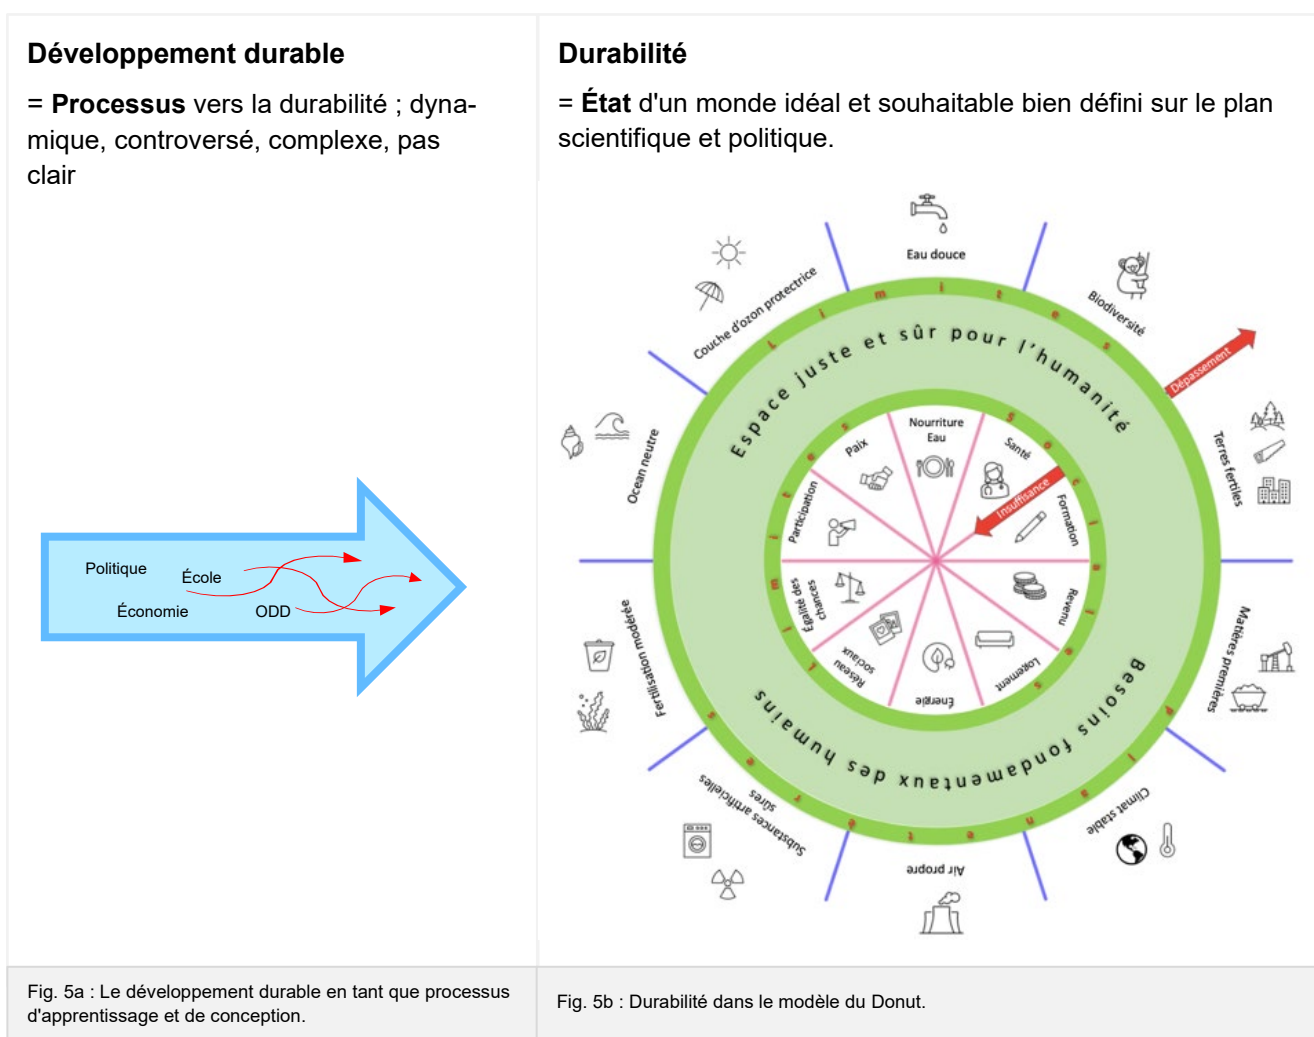 Développement durable
= Processus vers la durabilité ; dyna-
mique, controversé, complexe, pas
clair
Politique
École
Économie
ODD
Fig. 5a : Le développement durable en tant que processus
d'apprentissage et de conception.
Durabilité
= État d'un monde idéal et souhaitable bien défini sur le plan
scientifique et politique.
Eau douce
Biodiversité
Dépassement
Terres fertiles
Matières premières
Climat stable
Air propre
Substances artificielles
sûres
Fertilisation modérée
Ocean neutre
Couche d'ozon protectrice
Limites
planétares
Espace juste et sûr pour l'humanité
Besoins fondamentaux des humains
Limites
sociales
Nourriture
Eau
Santé
Insuffisance
Formation
Revenu
Logement
Énergie
Réseau
sociaux
Égalité des
chances
Participation
Paix
Fig. 5b : Durabilité dans le modèle du Donut.